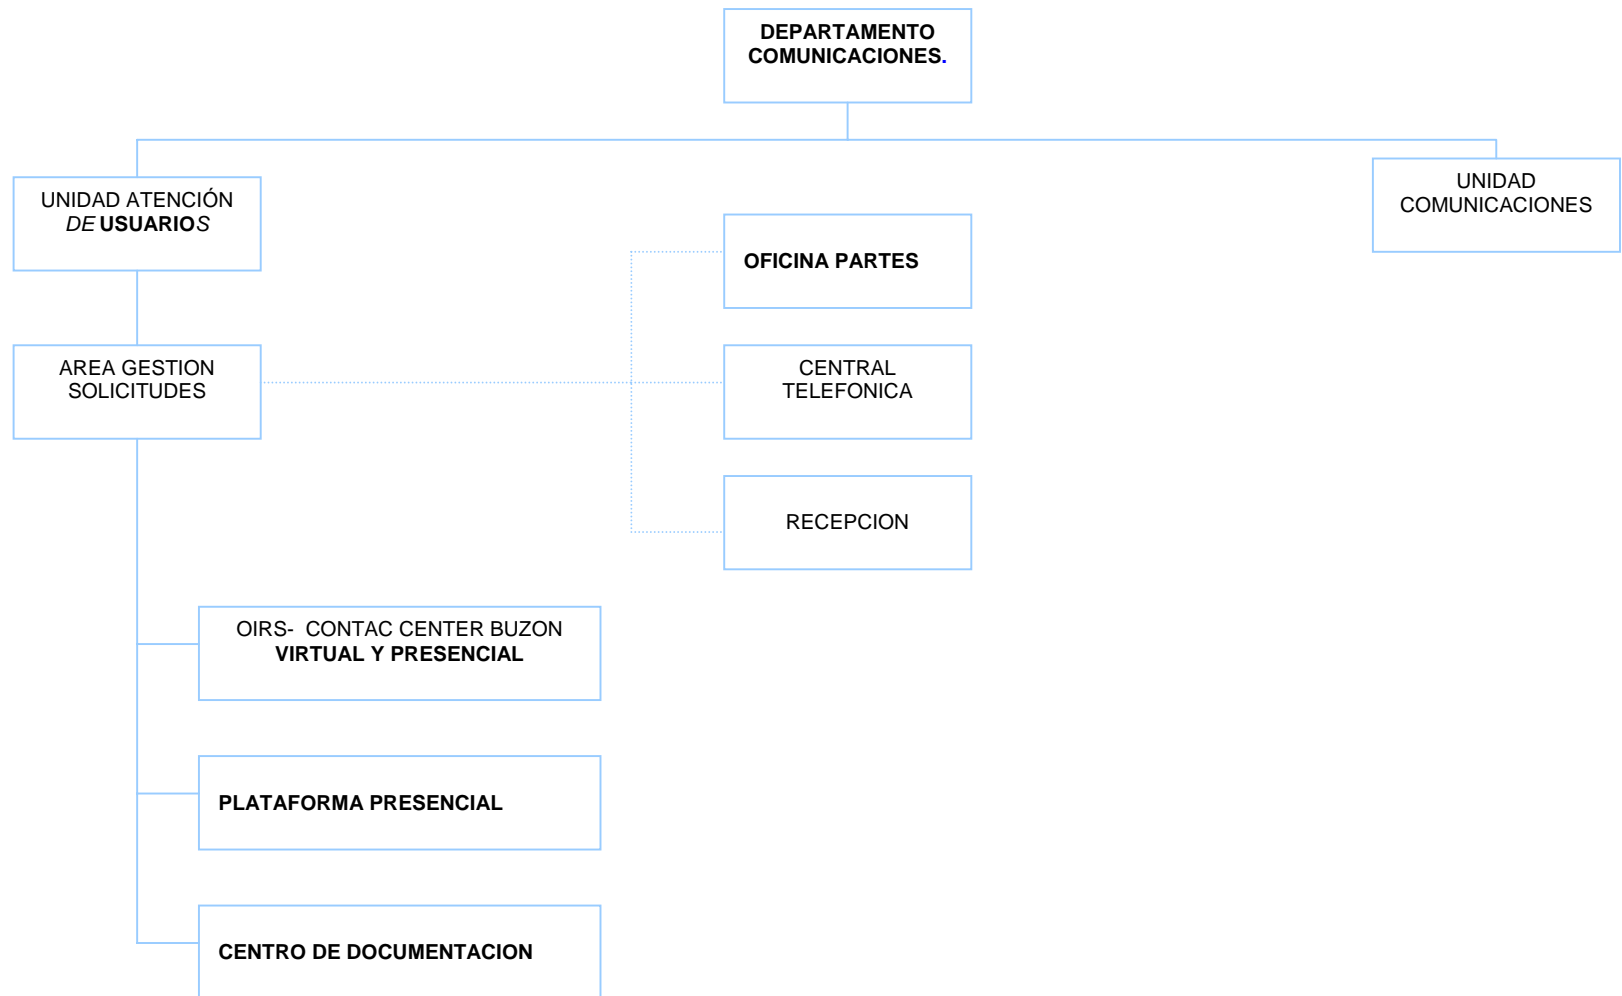 DEPARTAMENTO
COMUNICACIONES.
UNIDAD ATENCIÓN
DE USUARIOS
UNIDAD
COMUNICACIONES
OFICINA PARTES
AREA GESTION
SOLICITUDES
CENTRAL
TELEFONICA
RECEPCION
OIRS- CONTAC CENTER BUZON
VIRTUAL Y PRESENCIAL
PLATAFORMA PRESENCIAL
CENTRO DE DOCUMENTACION